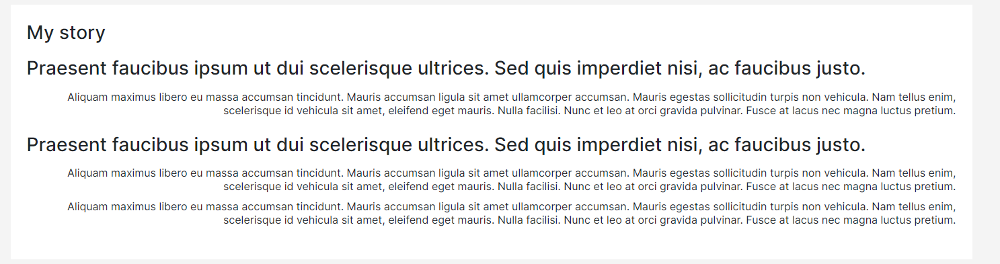 My story
Praesent faucibus ipsum ut dui scelerisque ultrices. Sed quis imperdiet nisi, ac faucibus justo.
Aliquam maximus libero eu massa accumsan tincidunt. Mauris accumsan ligula sit amet ullamcorper accumsan. Mauris egestas sollicitudin turpis non vehicula. Nam tellus enim,
scelerisque id vehicula sit amet, eleifend eget mauris. Nulla facilisi. Nunc et leo at orci gravida pulvinar. Fusce at lacus nec magna luctus pretium.
Praesent faucibus ipsum ut dui scelerisque ultrices. Sed quis imperdiet nisi, ac faucibus justo.
Aliquam maximus libero eu massa accumsan tincidunt. Mauris accumsan ligula sit amet ullamcorper accumsan. Mauris egestas sollicitudin turpis non vehicula. Nam tellus enim,
scelerisque id vehicula sit amet, eleifend eget mauris. Nulla facilisi. Nunc et leo at orci gravida pulvinar. Fusce at lacus nec magna luctus pretium.
Aliquam maximus libero eu massa accumsan tincidunt. Mauris accumsan ligula sit amet ullamcorper accumsan. Mauris egestas sollicitudin turpis non vehicula. Nam tellus enim,
scelerisque id vehicula sit amet, eleifend eget mauris. Nulla facilisi. Nunc et leo at orci gravida pulvinar. Fusce at lacus nec magna luctus pretium.